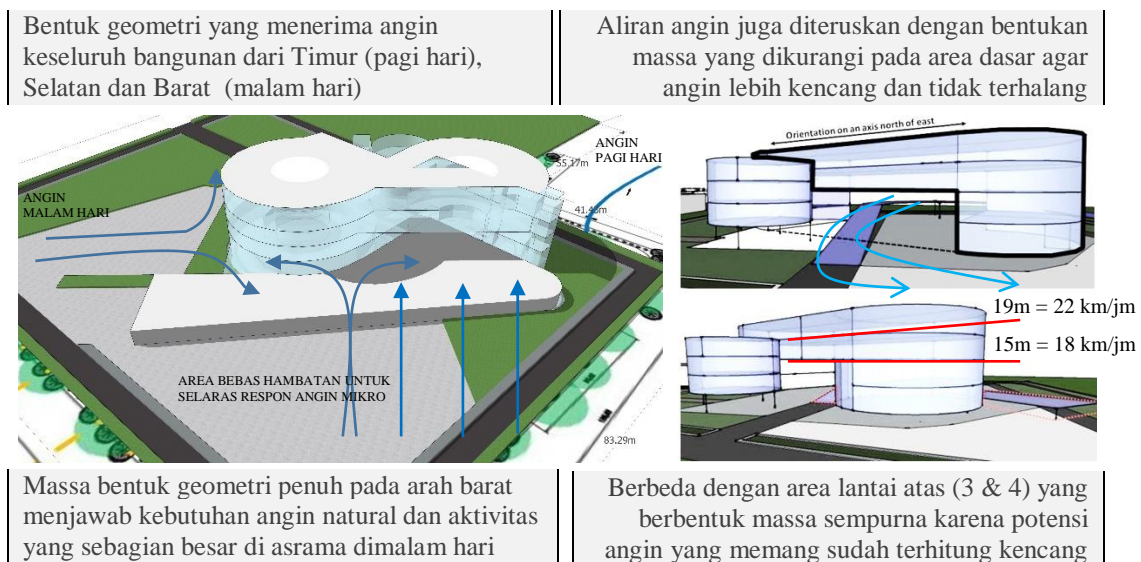 Bentuk geometri yang menerima angin
keseluruh bangunan dari Timur (pagi hari),
Selatan dan Barat (malam hari)
Aliran angin juga diteruskan dengan bentukan
massa yang dikurangi pada area dasar agar
angin lebih kencang dan tidak terhalang
ANGIN
PAGI HARI
55.17m
41.43m
ANGIN
MALAM HARI
AREA BEBAS HAMBATAN UNTUK
SELARAS RESPON ANGIN MIKRO
83.29m
Orientation on an axis north of east
19m = 22 km/jm
15m = 18 km/jm
Massa bentuk geometri penuh pada arah barat
menjawab kebutuhan angin natural dan aktivitas
yang sebagian besar di asrama dimalam hari
Berbeda dengan area lantai atas (3 & 4) yang
berbentuk massa sempurna karena potensi
angin yang memang sudah terhitung kencang